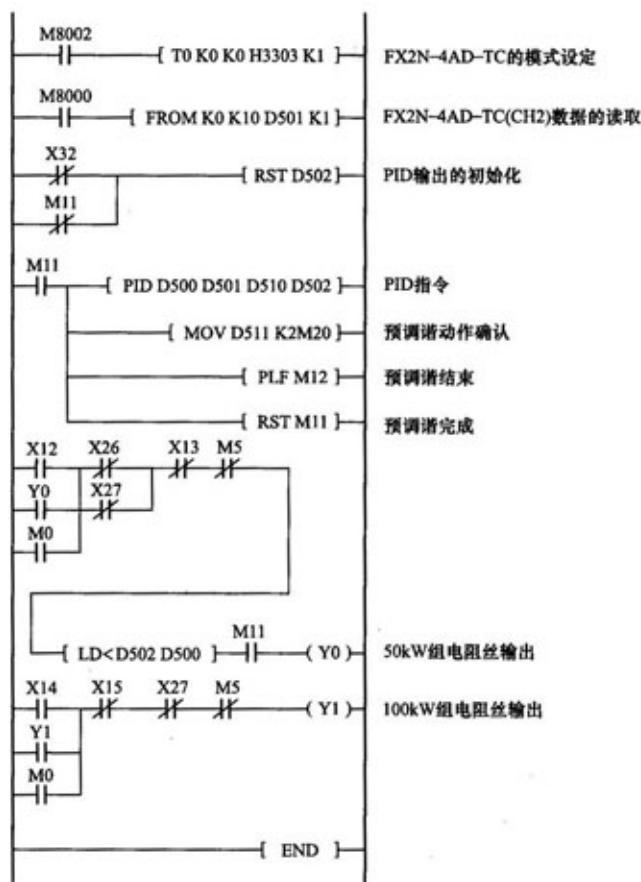 M8002
T0 K0 K0 H3303 K1 FX2N-4AD-TC的模式设定
M8000
FROM K0 K10 D501 K1 FX2N-4AD-TC(CH2)数据的读取
X32
RST D502 PID输出的初始化
M11
M11
PID D500 D501 D510 D502 PID指令
MOV D511 K2M20 预调谐动作确认
PLF M12 预调谐结束
RST M11 预调谐完成
X12 X26 X13 M5
Y0 X27
M0
M11
LD<D502 D500 (Y0) 50kW组电阻丝输出
X14 X15 X27 M5
(Y1) 100kW组电阻丝输出
Y1
M0
END